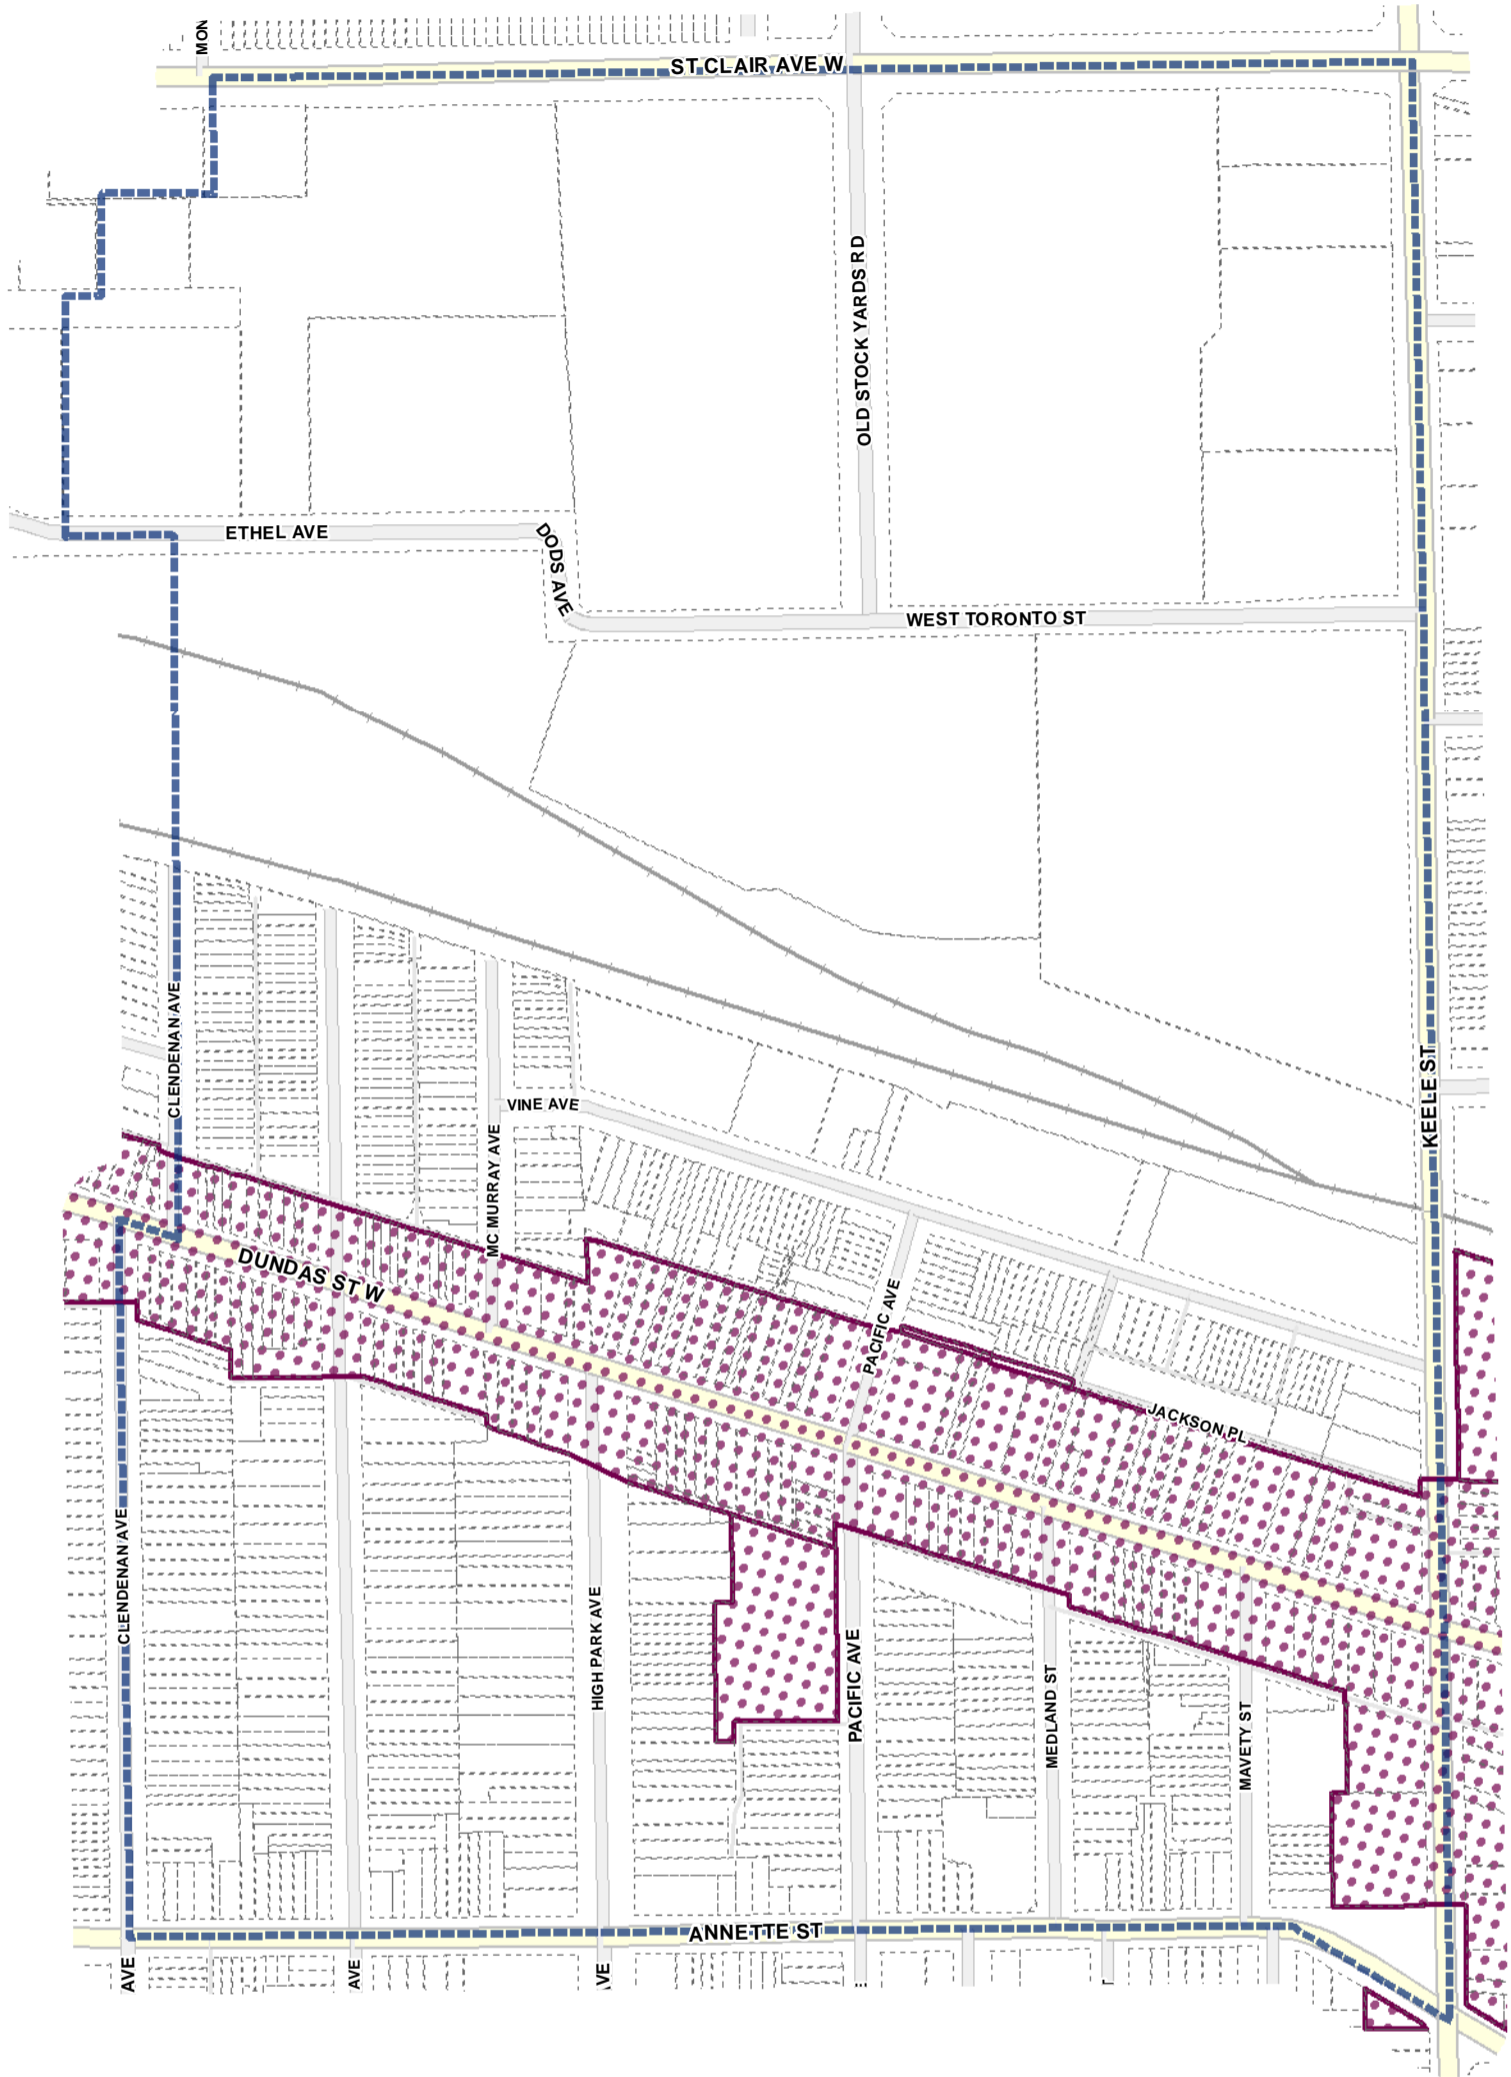 MON
ST CLAIR AVE W
OLD STOCK YARDS RD
ETHEL AVE
DODS AVE
WEST TORONTO ST
CLENDENAN AVE
KEELE ST
VINE AVE
MC MURRAY AVE
DUNDAS ST W
PACIFIC AVE
JACKSON PL
CLENDENAN AVE
HIGH PARK AVE
PACIFIC AVE
MEDLAND ST
MAVETY ST
ANNETTE ST
AVE
AVE
VE